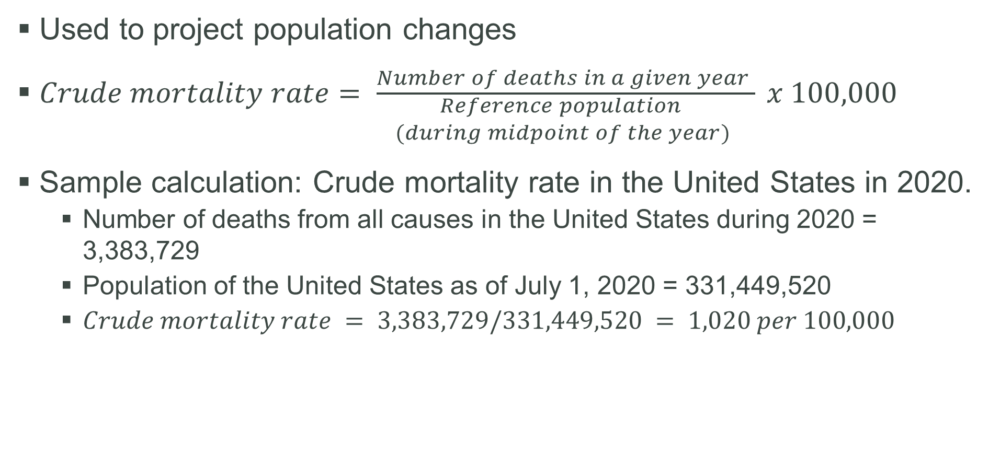 ▪ Used to project population changes
▪ Crude mortality rate = Number of deaths in a given year / Reference population (during midpoint of the year) x 100,000
▪ Sample calculation: Crude mortality rate in the United States in 2020.
▪ Number of deaths from all causes in the United States during 2020 =
3,383,729
▪ Population of the United States as of July 1, 2020 = 331,449,520
▪ Crude mortality rate = 3,383,729/331,449,520 = 1,020 per 100,000